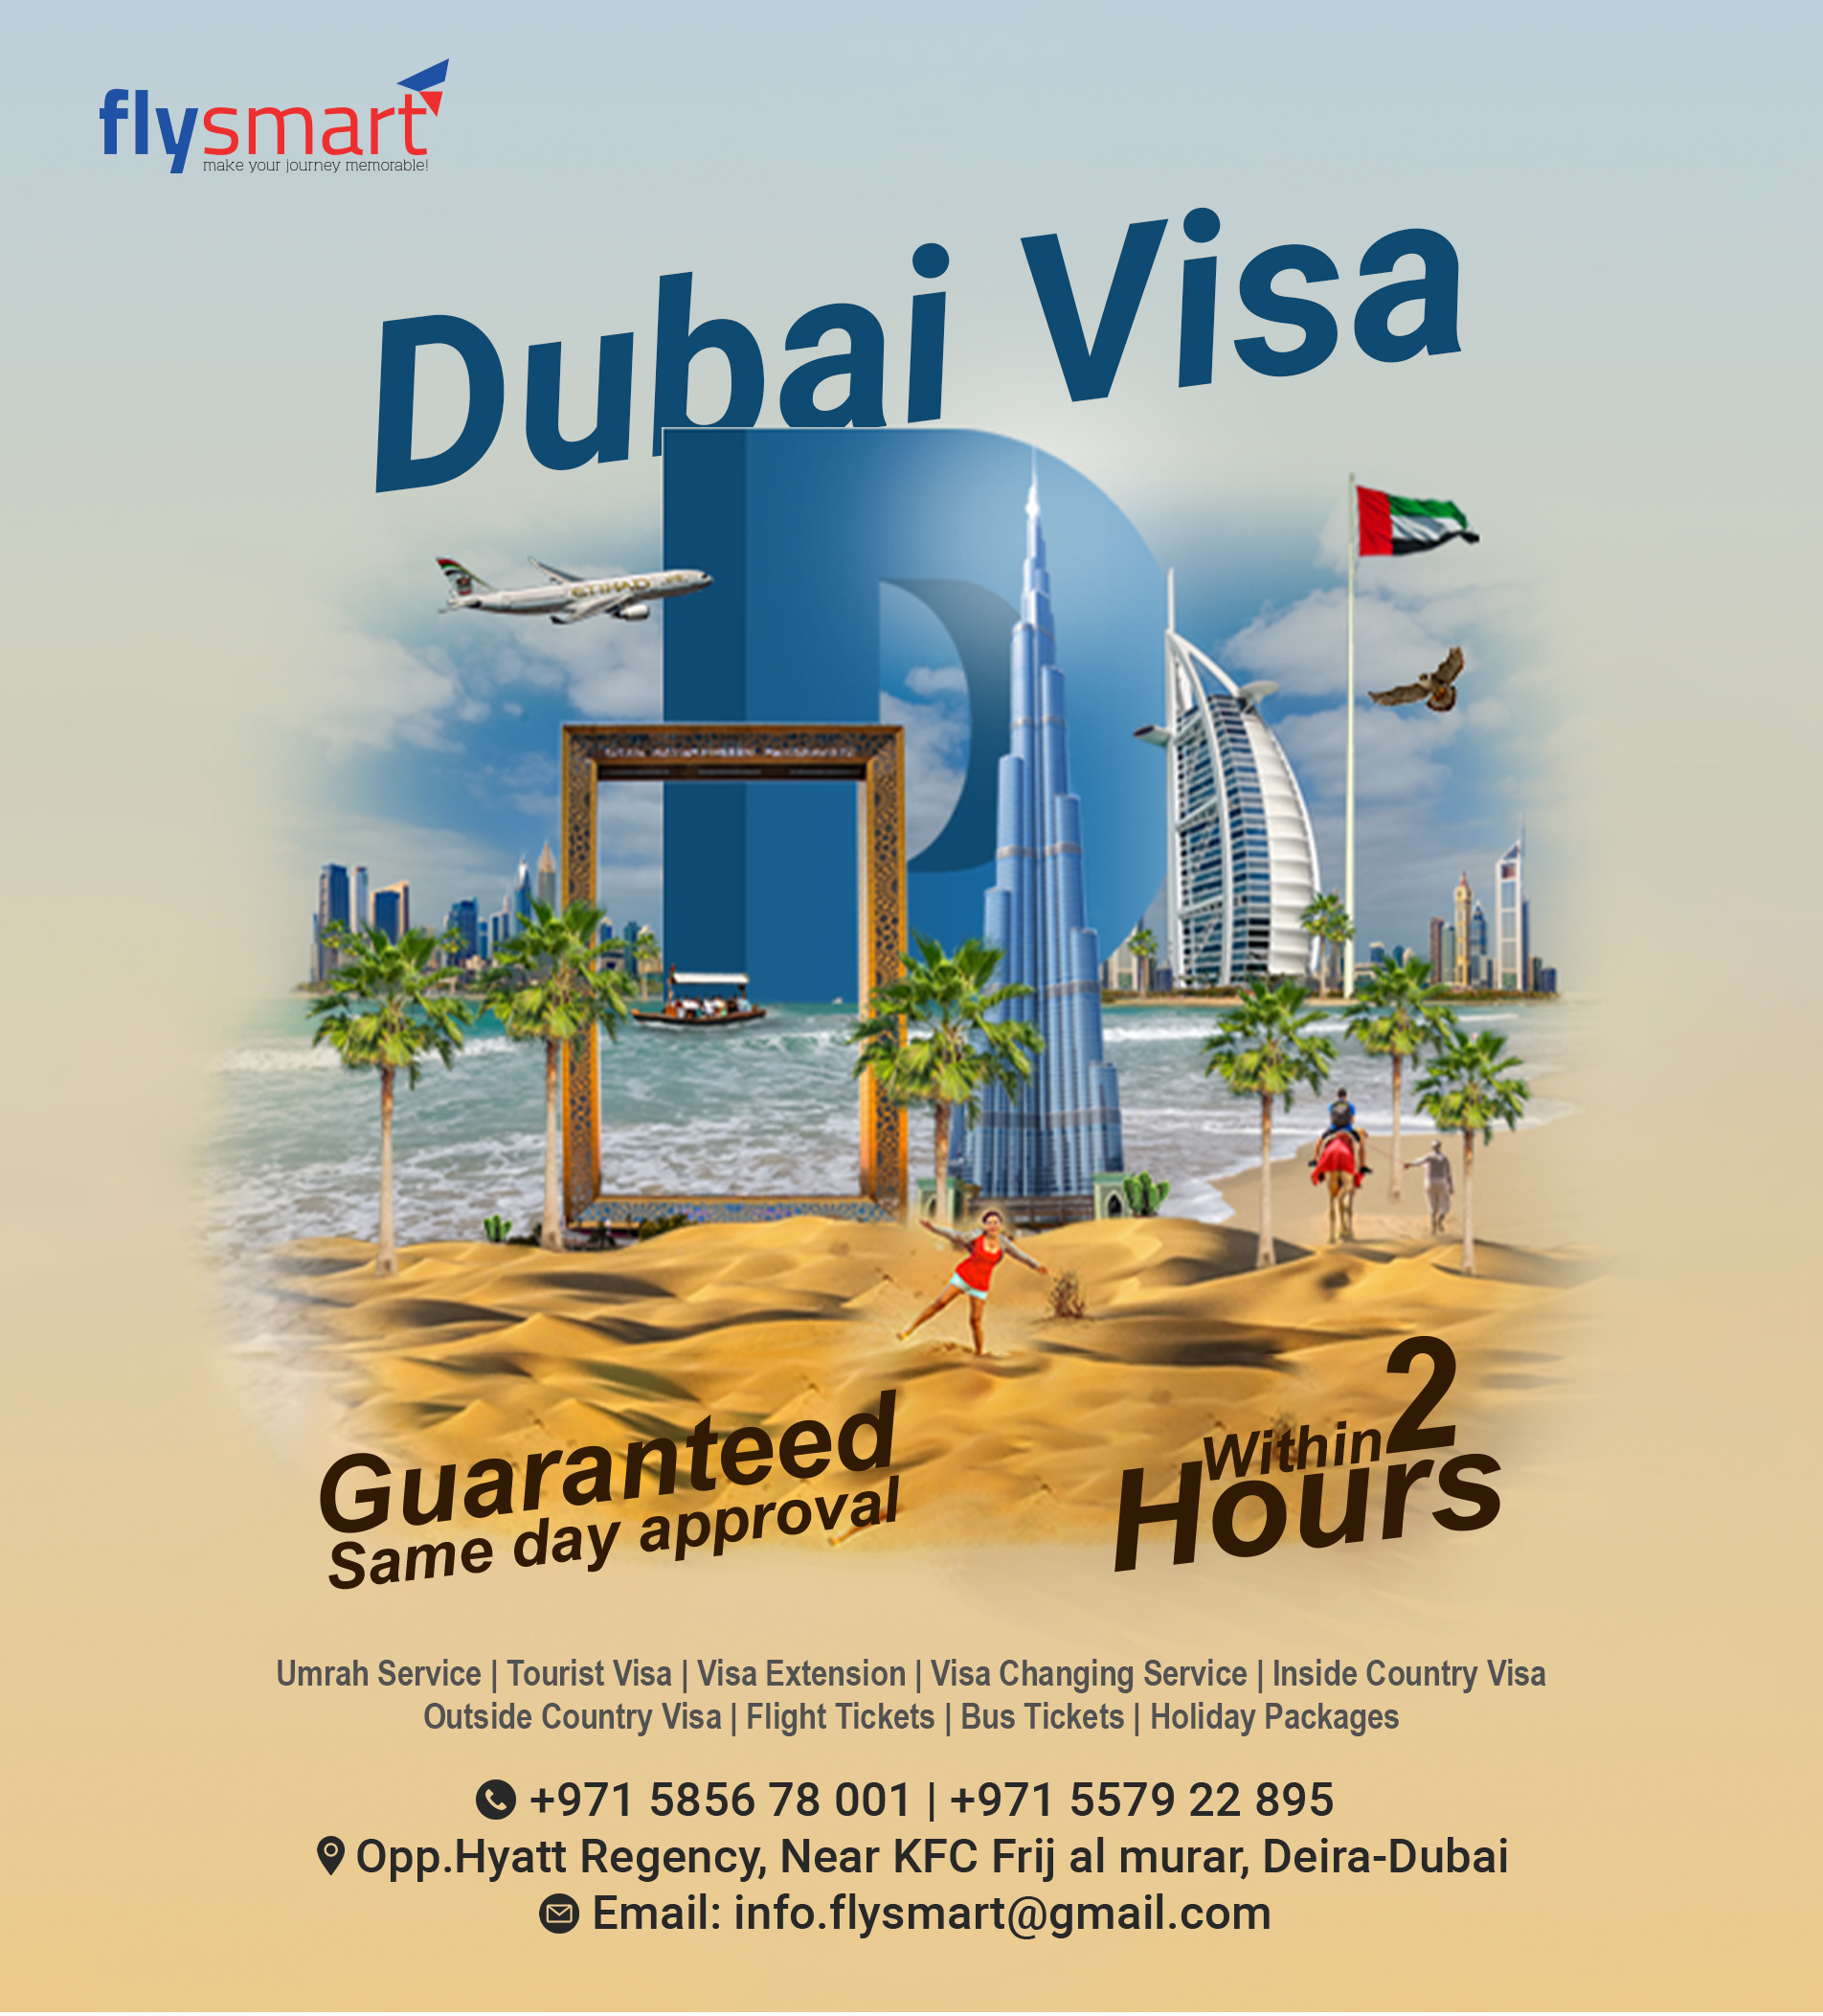 flysmart
make your journey memorable!
Dubai Visa
D
ETIHAD
Guaranteed
Same day approval
Within 2
Hours
Umrah Service | Tourist Visa | Visa Extension | Visa Changing Service | Inside Country Visa
Outside Country Visa | Flight Tickets | Bus Tickets | Holiday Packages
+971 5856 78 001 | +971 5579 22 895
Opp.Hyatt Regency, Near KFC Frij al murar, Deira-Dubai
Email: info.flysmart@gmail.com